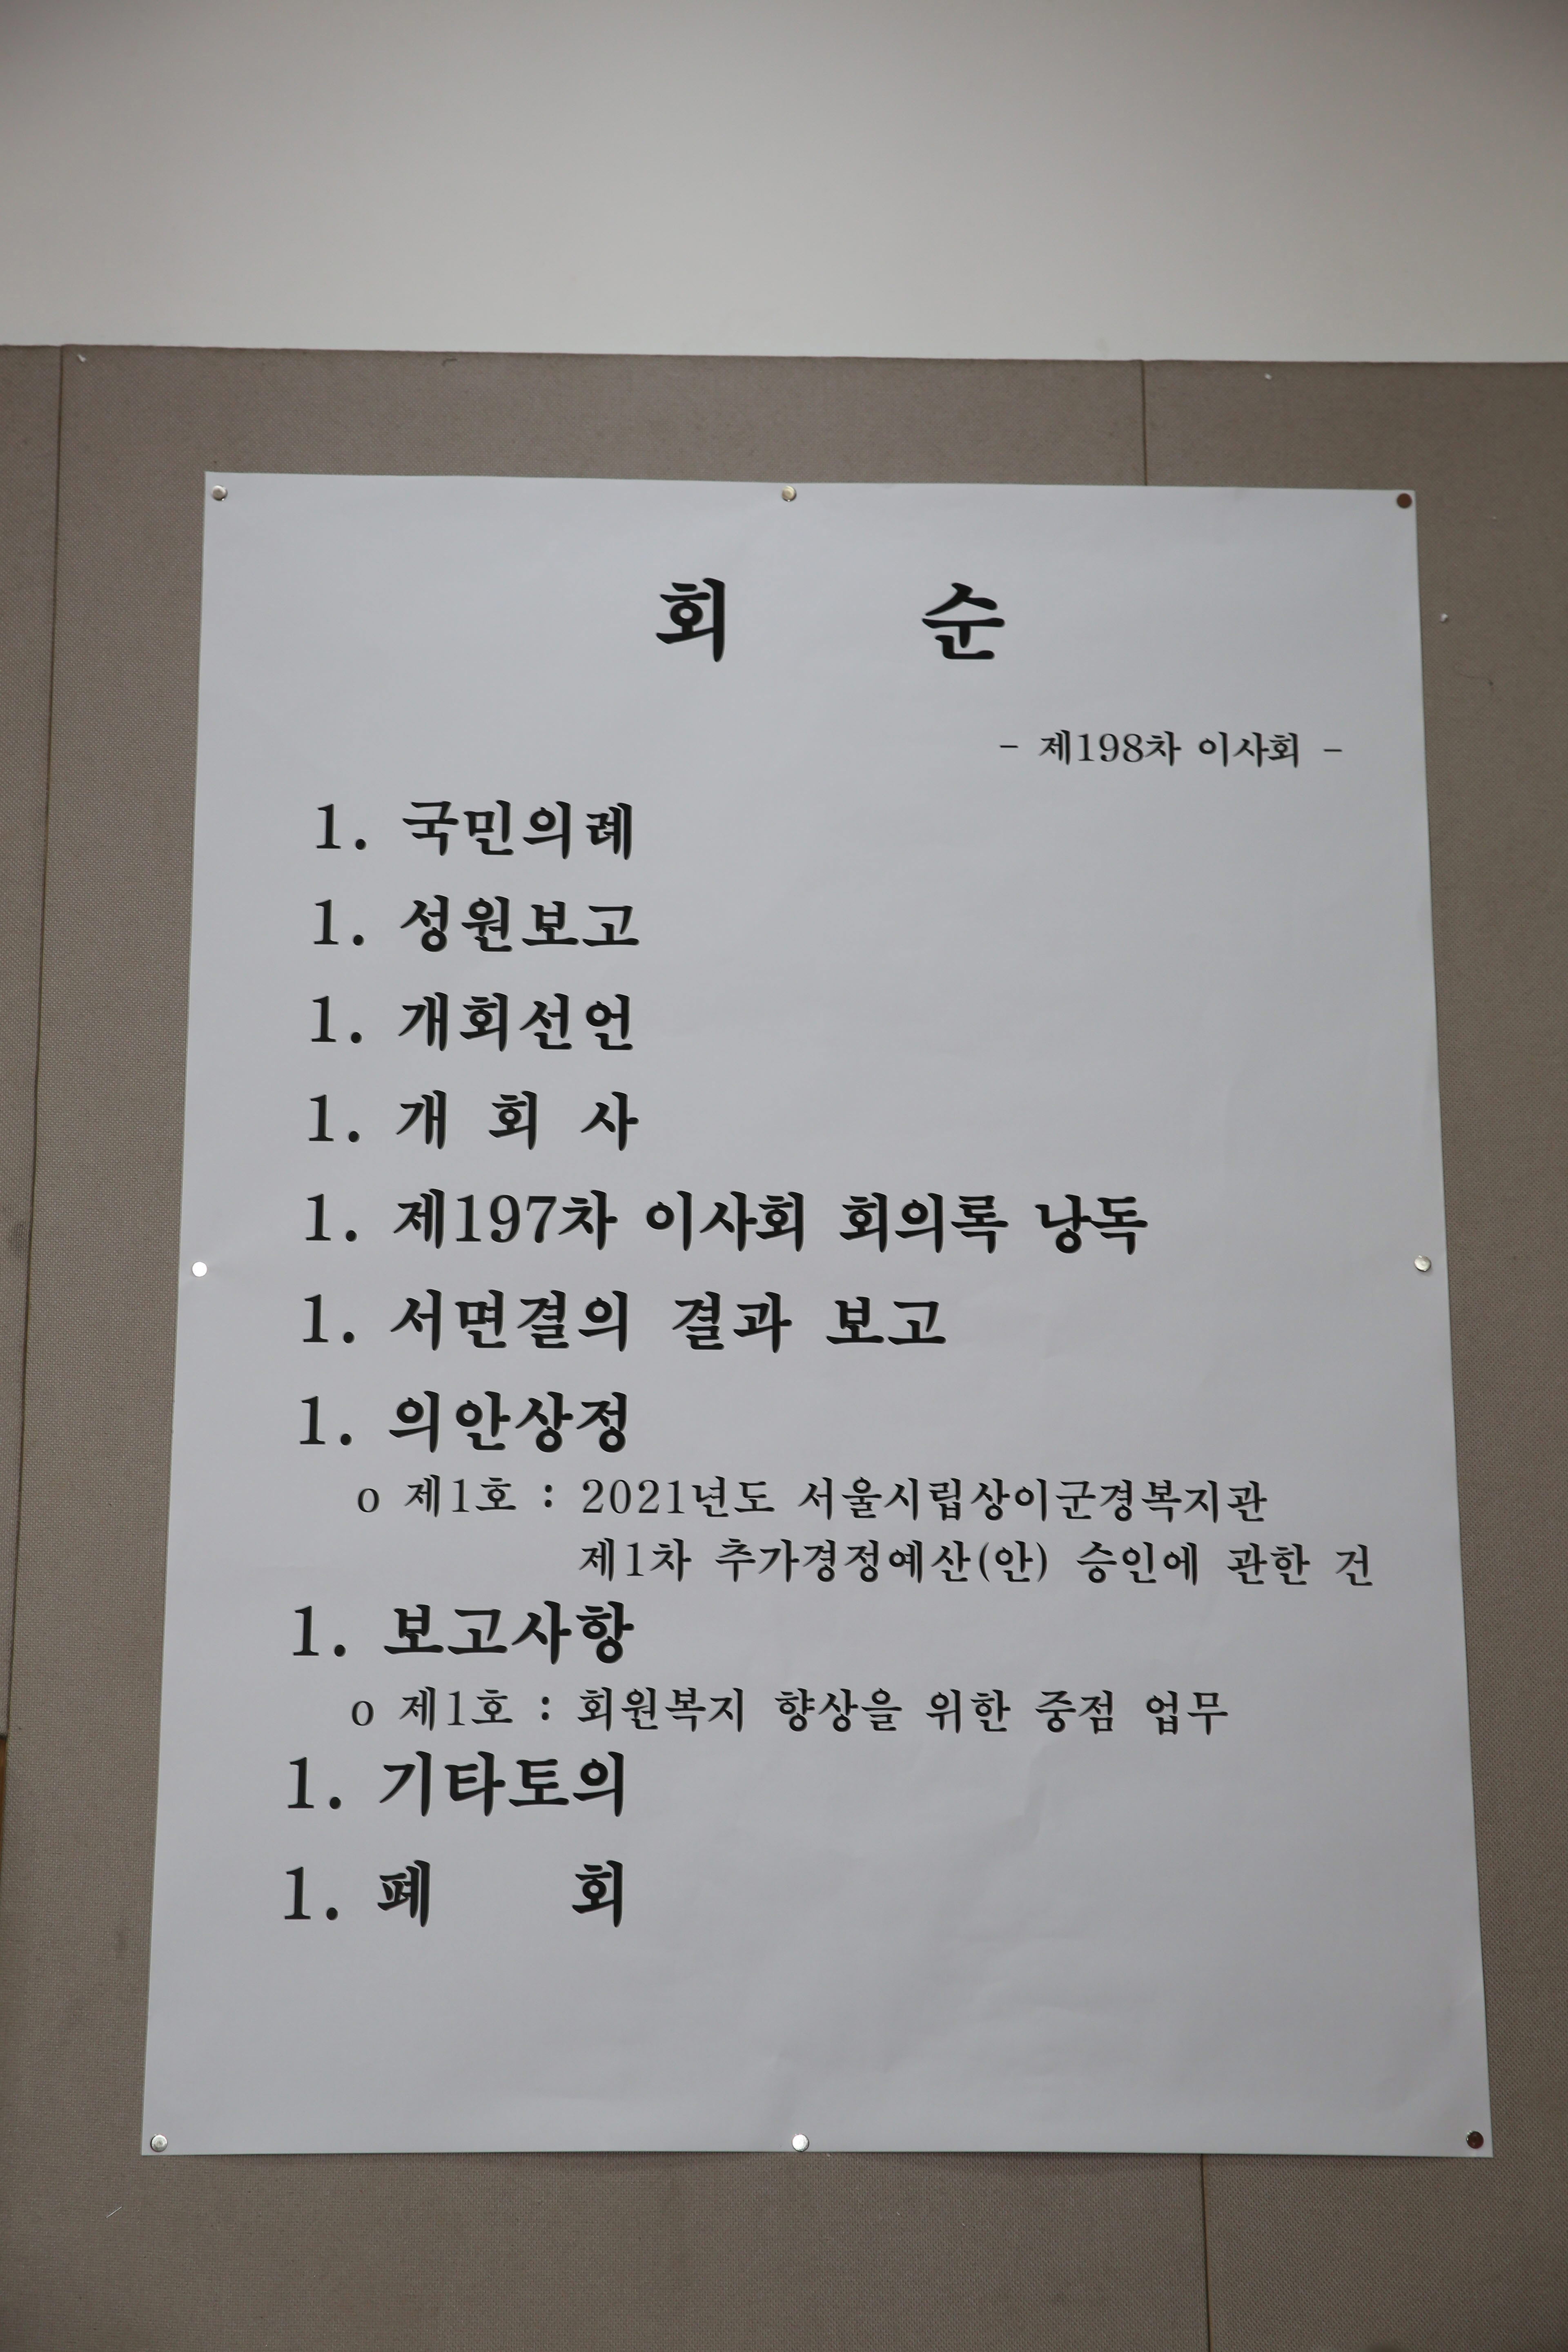 회 순
- 제198차 이사회 -
1. 국민의례
1. 성원보고
1. 개회선언
1. 개 회 사
1. 제197차 이사회 회의록 낭독
1. 서면결의 결과 보고
1. 의안상정
o 제1호 : 2021년도 서울시립상이군경복지관
제1차 추가경정예산(안) 승인에 관한 건
1. 보고사항
o 제1호 : 회원복지 향상을 위한 중점 업무
1. 기타토의
1. 폐 회